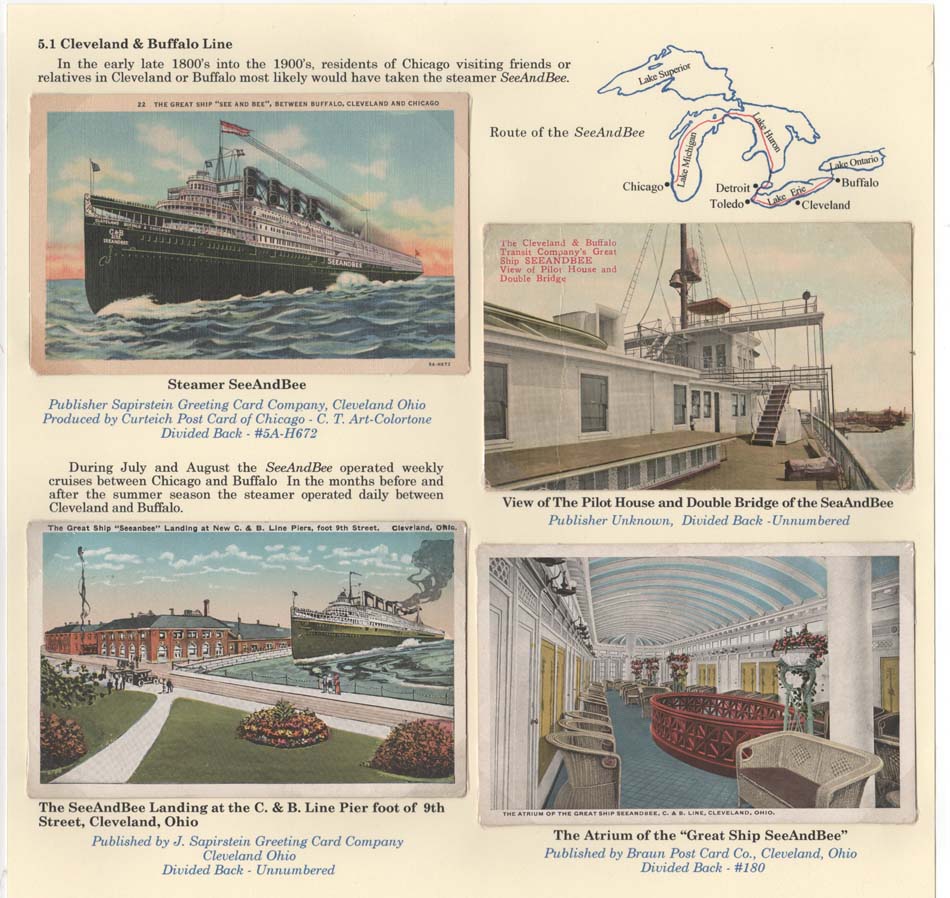 5.1 Cleveland & Buffalo Line
In the early late 1800's into the 1900's, residents of Chicago visiting friends or
relatives in Cleveland or Buffalo most likely would have taken the steamer SeeAndBee.
22 THE GREAT SHIP "SEE AND BEE", BETWEEN BUFFALO, CLEVELAND AND CHICAGO
C&B
SEEANDBEE
SEEANDBEE
5A-H672
Steamer SeeAndBee
Publisher Sapirstein Greeting Card Company, Cleveland Ohio
Produced by Curteich Post Card of Chicago - C. T. Art-Colortone
Divided Back - #5A-H672
Route of the SeeAndBee
Lake Superior
Lake Michigan
Lake Huron
Lake Ontario
Lake Erie
Chicago
Detroit
Toledo
Buffalo
Cleveland
The Cleveland & Buffalo
Transit Company's Great
Ship SEEANDBEE
View of Pilot House and
Double Bridge
View of The Pilot House and Double Bridge of the SeaAndBee
Publisher Unknown, Divided Back -Unnumbered
During July and August the SeeAndBee operated weekly
cruises between Chicago and Buffalo In the months before and
after the summer season the steamer operated daily between
Cleveland and Buffalo.
The Great Ship "Seeanbee" Landing at New C. & B. Line Piers, foot 9th Street, Cleveland, Ohio.
The SeeAndBee Landing at the C. & B. Line Pier foot of 9th
Street, Cleveland, Ohio
Published by J. Sapirstein Greeting Card Company
Cleveland Ohio
Divided Back - Unnumbered
THE ATRIUM OF THE GREAT SHIP SEEANDBEE, C. & B. LINE, CLEVELAND, OHIO.
The Atrium of the "Great Ship SeeAndBee"
Published by Braun Post Card Co., Cleveland, Ohio
Divided Back - #180